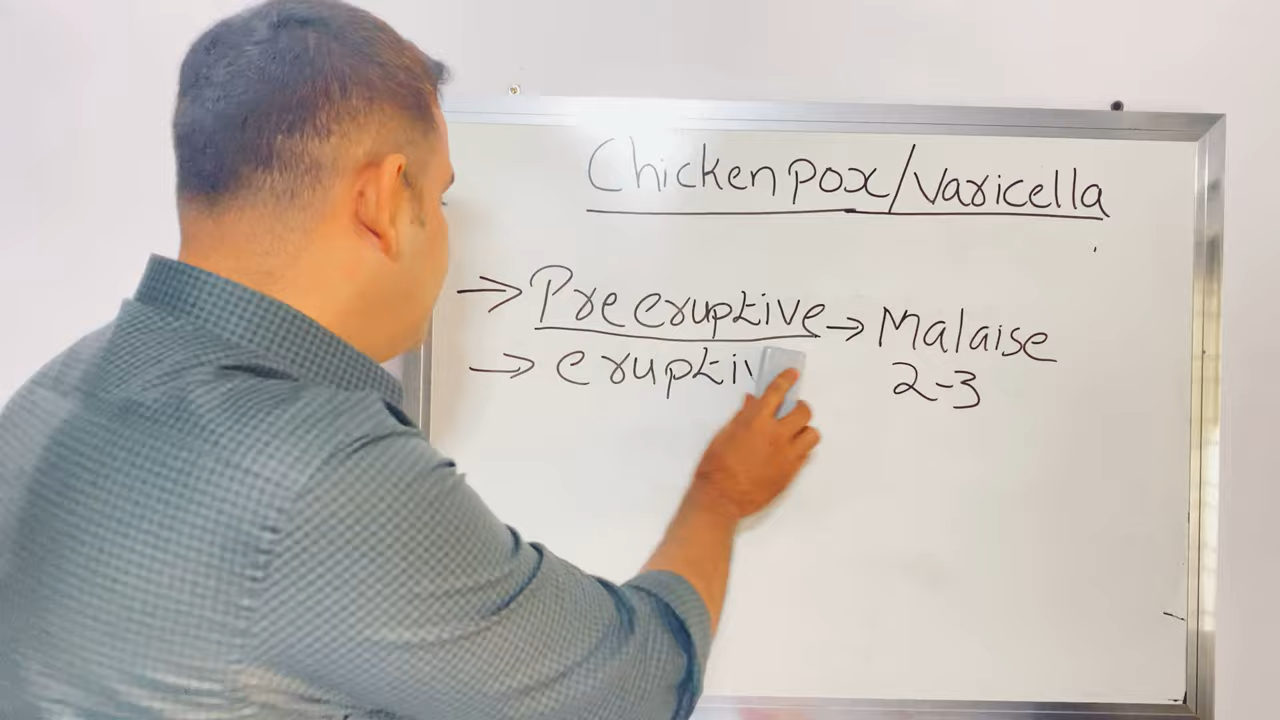 Chicken pox/Varicella
→ Pre eruptive → Malaise
2-3
→ eruptiv